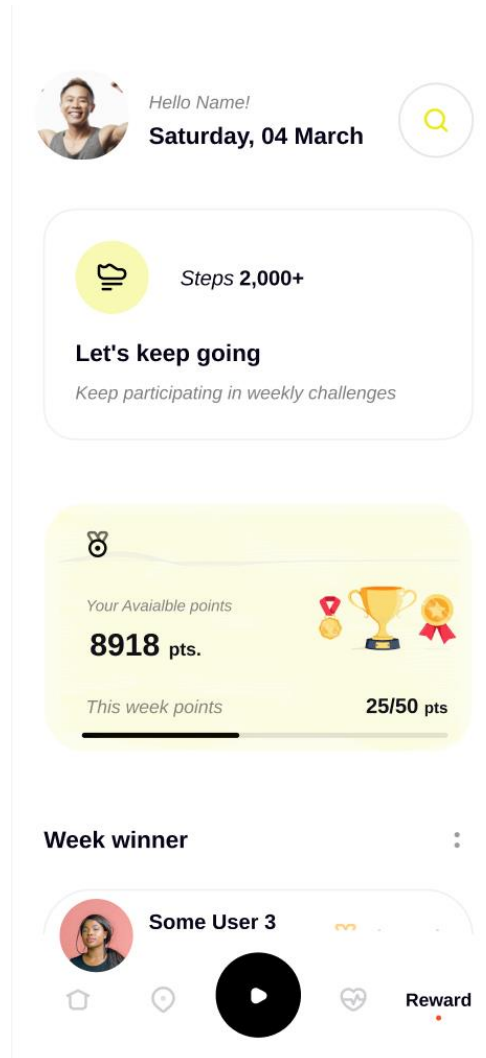 Hello Name!
Saturday, 04 March
Steps 2,000+
Let's keep going
Keep participating in weekly challenges
Your Avaialble points
8918 pts.
This week points
25/50 pts
Week winner
Some User 3
Reward